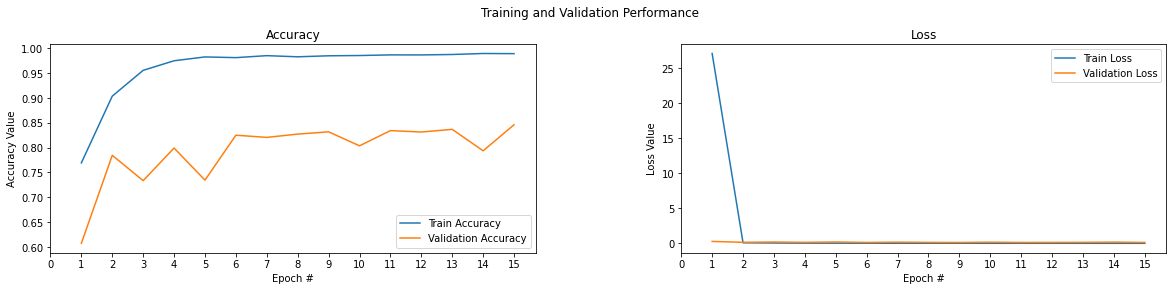 Training and Validation Performance
Accuracy
1.00
0.95
0.90
0.85
0.80
0.75
0.70
0.65
0.60
Accuracy Value
Train Accuracy
Validation Accuracy
0 1 2 3 4 5 6 7 8 9 10 11 12 13 14 15
Epoch #
Loss
25
20
15
10
5
0
Loss Value
Train Loss
Validation Loss
0 1 2 3 4 5 6 7 8 9 10 11 12 13 14 15
Epoch #